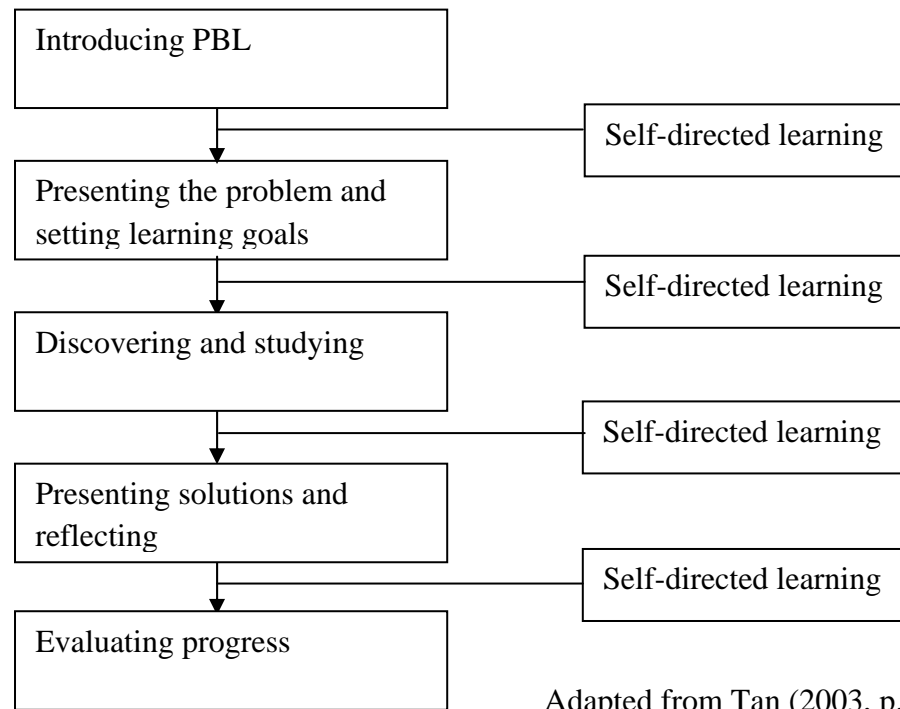 Introducing PBL
Self-directed learning
Presenting the problem and
setting learning goals
Self-directed learning
Discovering and studying
Self-directed learning
Presenting solutions and
reflecting
Self-directed learning
Evaluating progress
Adapted from Tan (2003, p.